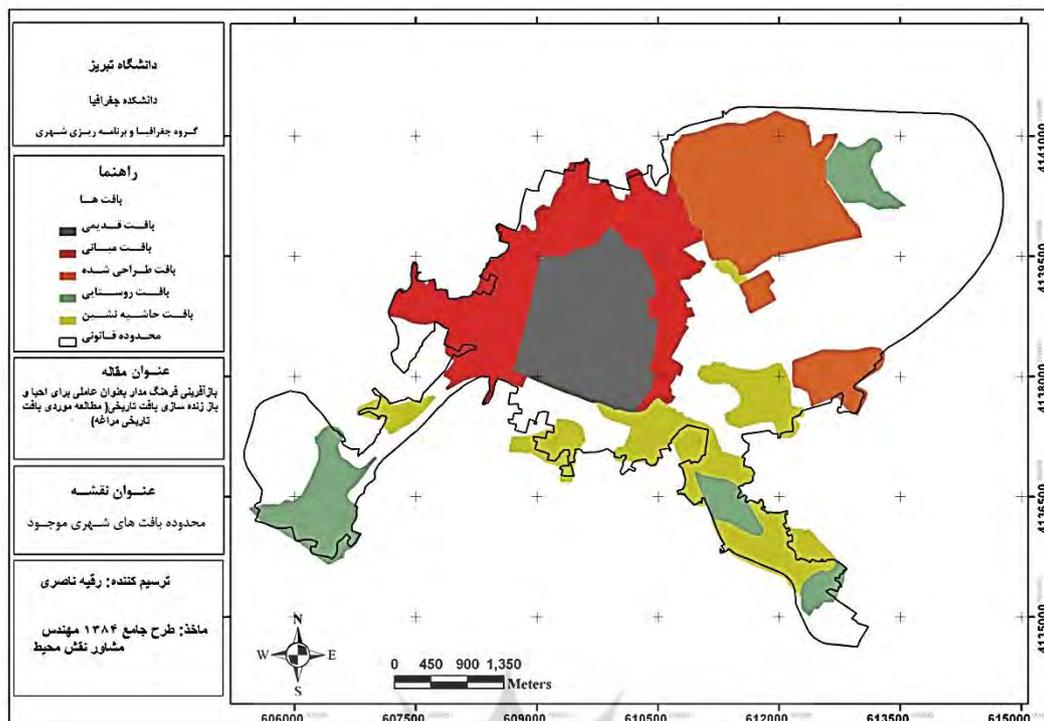 دانشگاه تبریز
دانشکده جغرافیا
گروه جغرافیا و برنامه ریزی شهری
راهنما
بافت ها
بافت قدیمی
بافت میانی
بافت طراحی شده
بافت روستایی
بافت حاشیه نشین
محدوده قانونی
عنوان مقاله
بازآفرینی فرهنگ مدار بعنوان عاملی برای احیا و
باز زنده سازی بافت تاریخی( مطالعه موردی بافت
تاریخی مراغه)
عنوان نقشه
محدوده بافت های شهری موجود
ترسیم کننده: رقیه ناصری
ماخذ: طرح جامع ۱۳۸۴ مهندس
مشاور نقش محیط
N
W E
S
0 450 900 1,350
Meters
606000 607500 609000 610500 612000 613500 615000
4141000
4139500
4138000
4136500
4135000